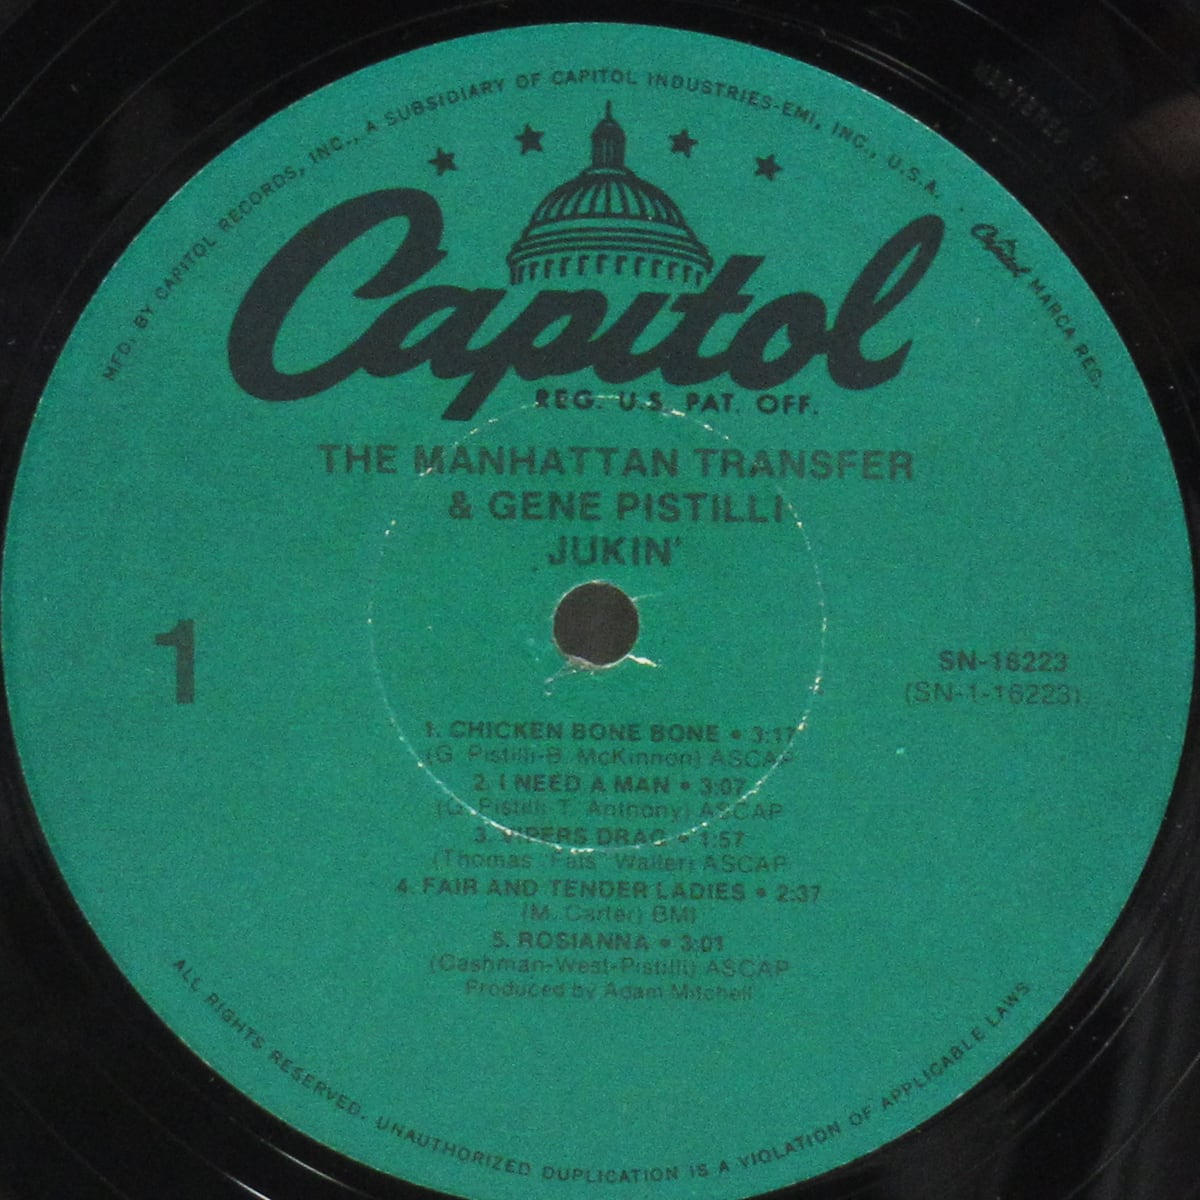 MFD. BY CAPITOL RECORDS, INC., A SUBSIDIARY OF CAPITOL INDUSTRIES-EMI, INC., U.S.A. . Capitol MARCA REG.
Capitol
REG. U.S. PAT. OFF.
THE MANHATTAN TRANSFER
& GENE PISTILLI
JUKIN'
1
SN-16223
(SN-1-16223)
1. CHICKEN BONE BONE • 3:17
(G. Pistilli-B. McKinnon) ASCAP
2. I NEED A MAN • 3:07
(G. Pistilli-T. Anthony) ASCAP
3. VIPERS DRAG • 1:57
(Thomas "Fats" Waller) ASCAP
4. FAIR AND TENDER LADIES • 2:37
(M. Carter) BMI
5. ROSIANNA • 3:01
(Cashman-West-Pistilli) ASCAP
Produced by Adam Mitchell
ALL RIGHTS RESERVED. UNAUTHORIZED DUPLICATION IS A VIOLATION OF APPLICABLE LAWS